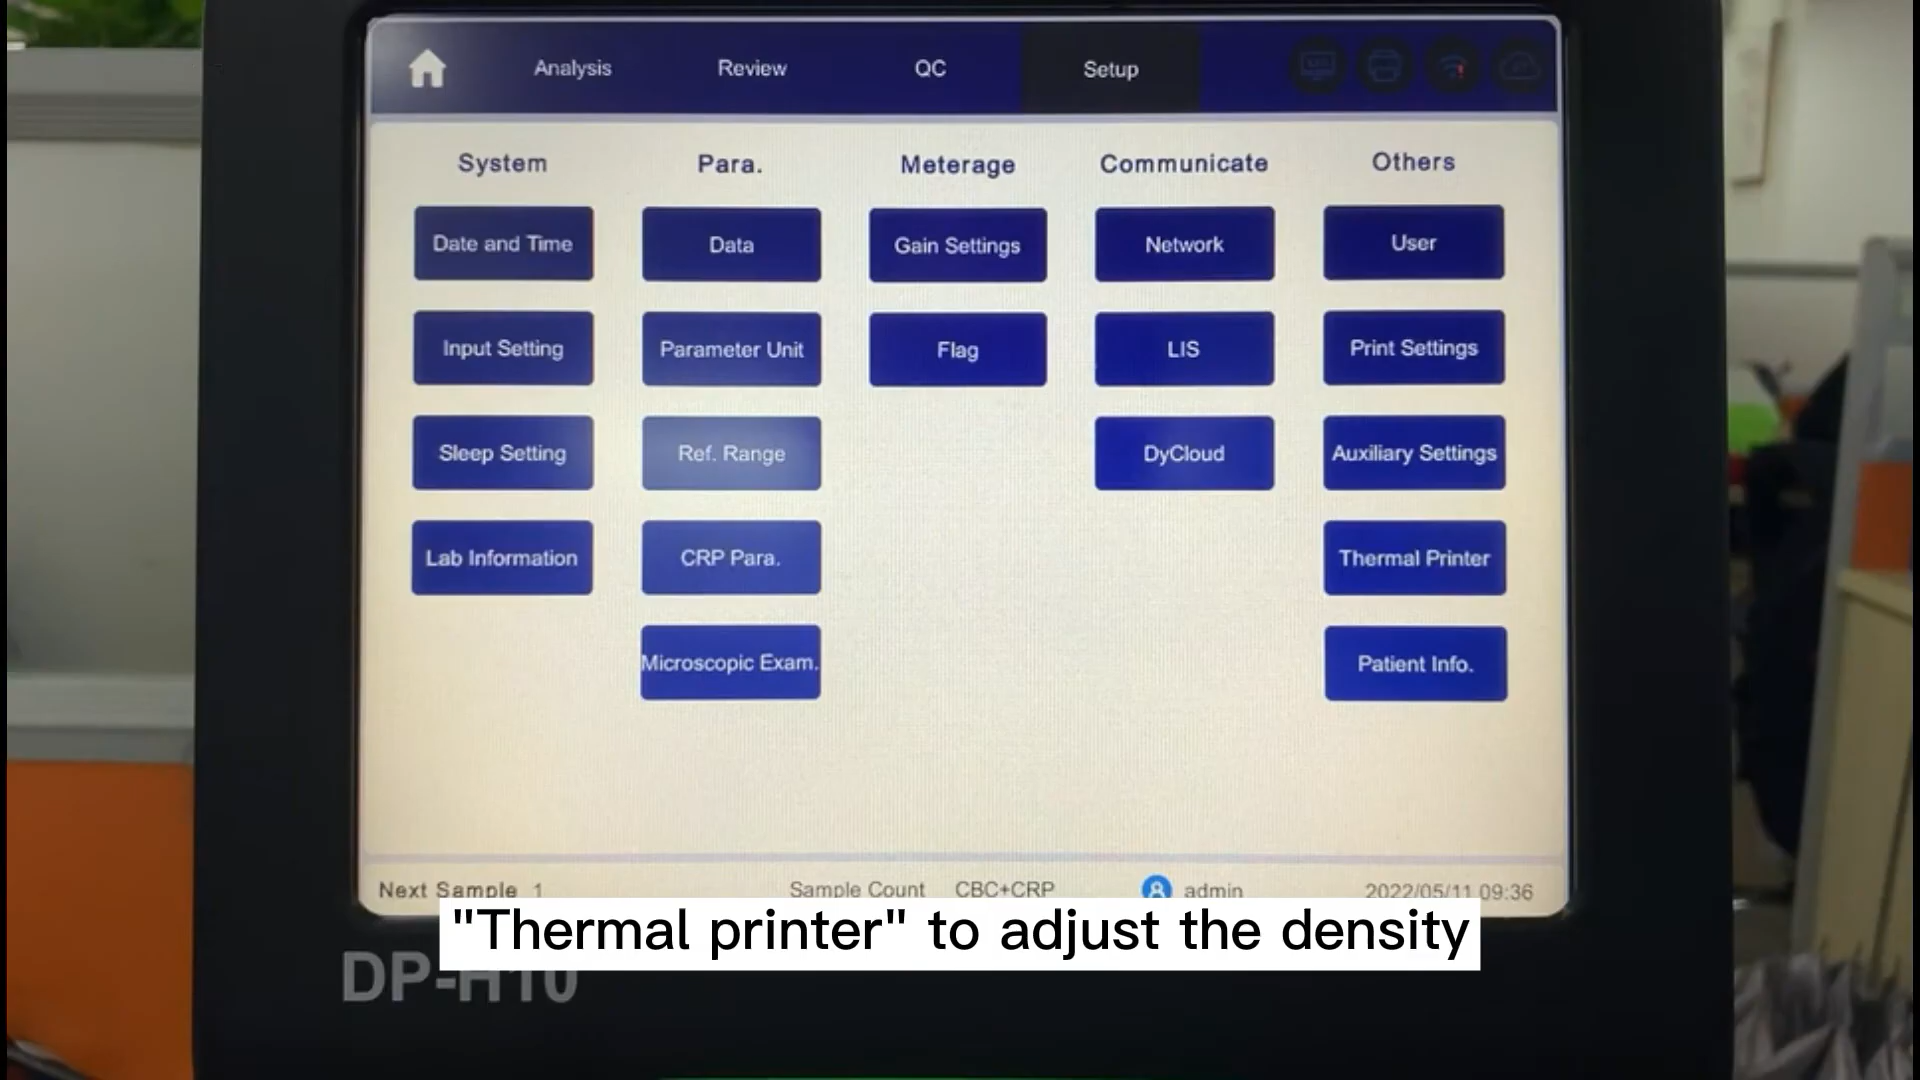 Analysis Review QC Setup
System Para. Meterage Communicate Others
Date and Time Data Gain Settings Network User
Input Setting Parameter Unit Flag LIS Print Settings
Sleep Setting Ref. Range DyCloud Auxiliary Settings
Lab Information CRP Para. Thermal Printer
Microscopic Exam. Patient Info.
Next Sample 1 Sample Count CBC+CRP admin 2022/05/11 09:36
"Thermal printer" to adjust the density
DP-H10